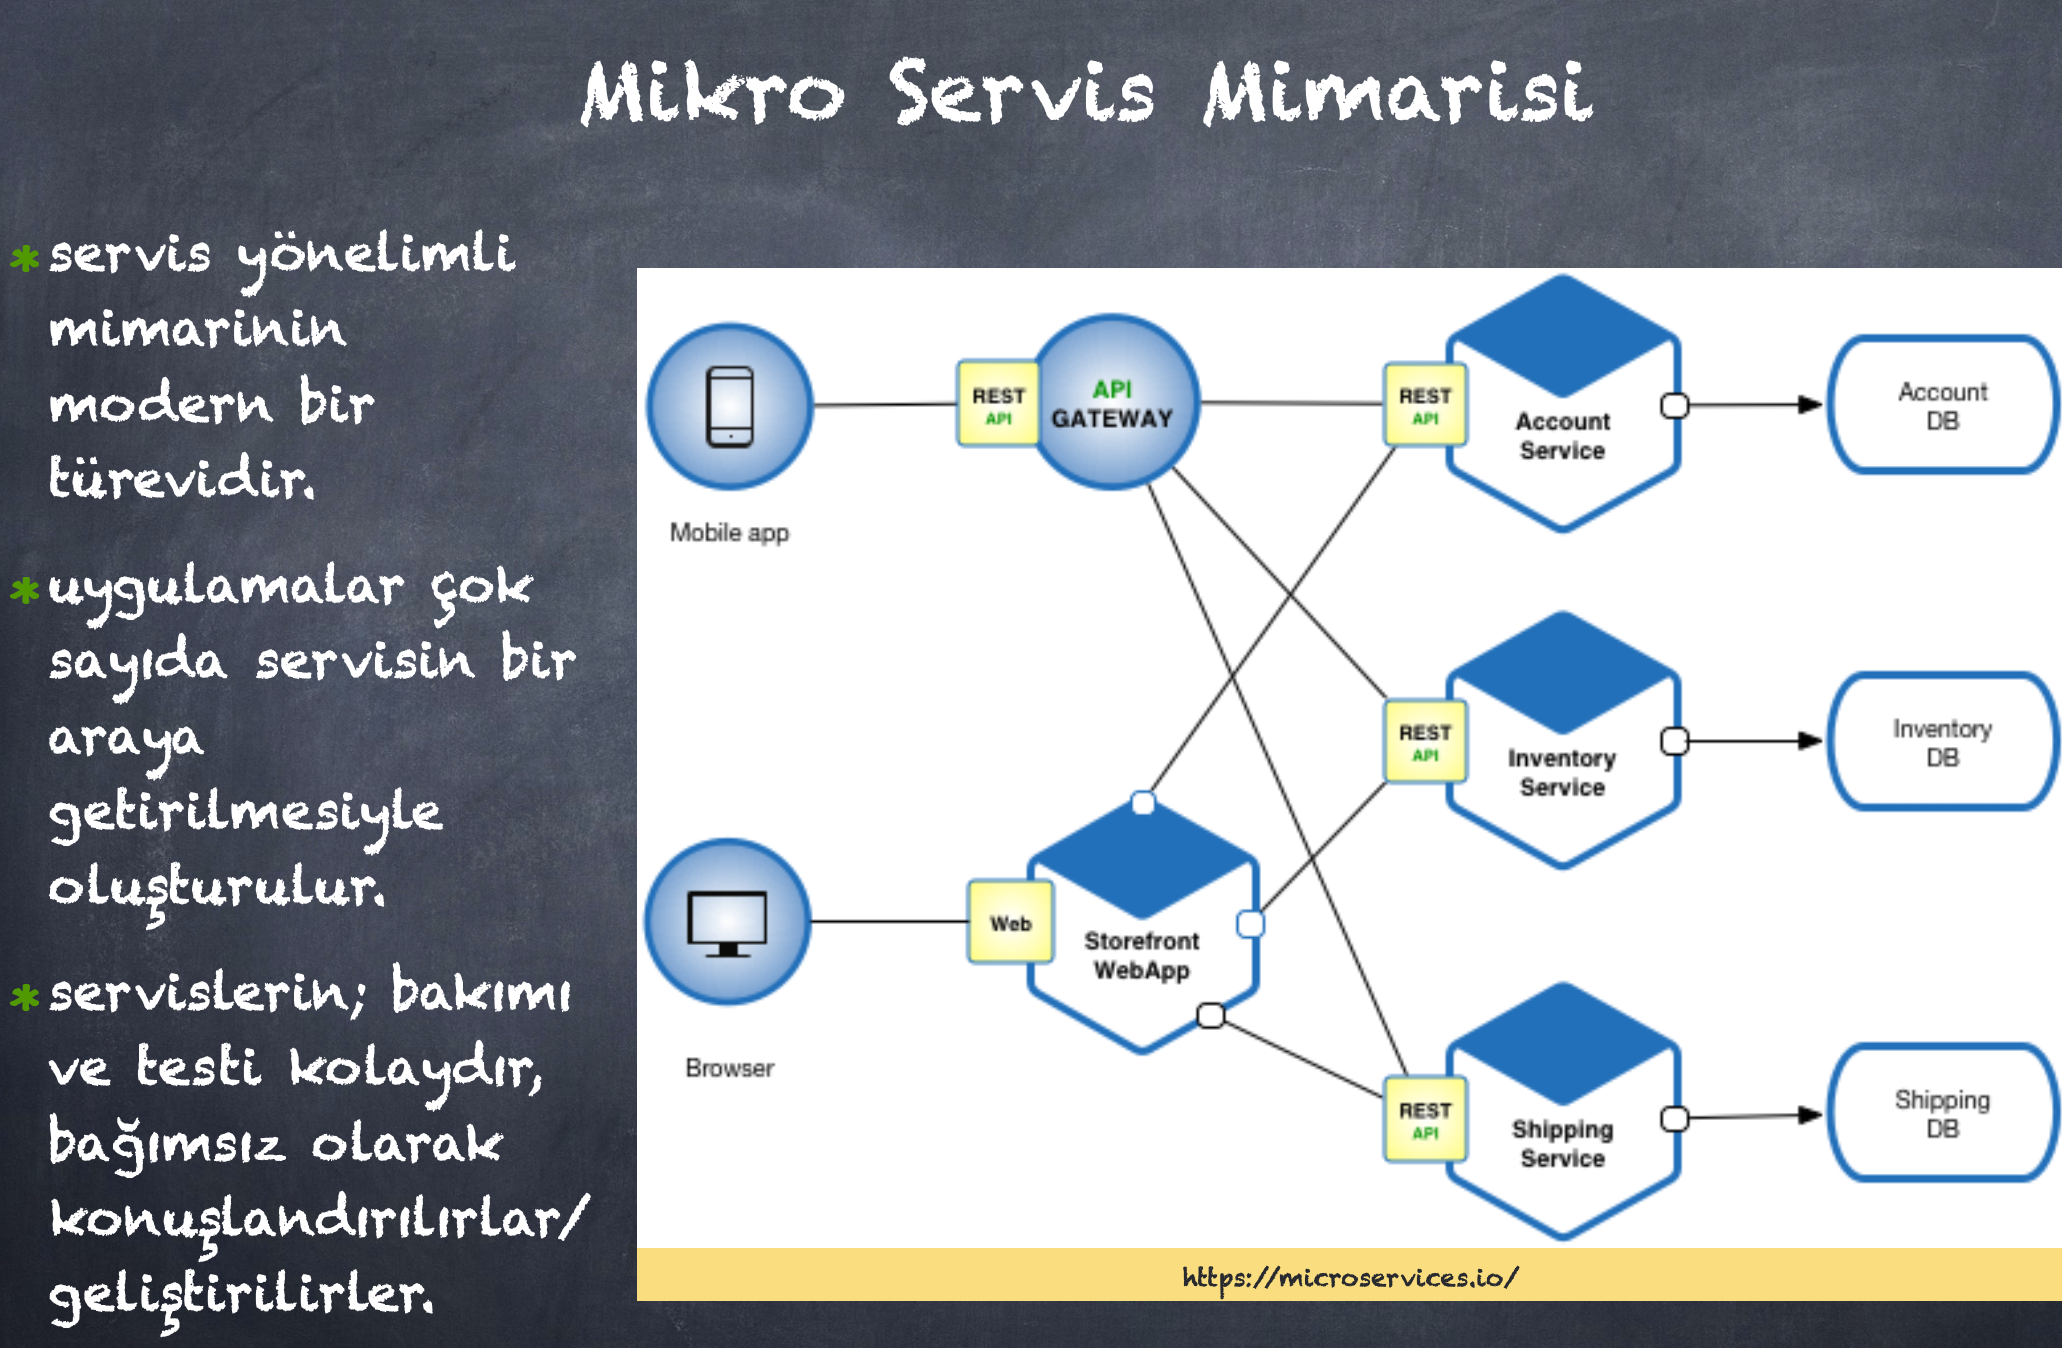 Mikro Servis Mimarisi
* servis yönelimli
mimarinin
modern bir
türevidir.
* uygulamalar çok
sayıda servisin bir
araya
getirilmesiyle
oluşturulur.
* servislerin; bakımı
ve testi kolaydır,
bağımsız olarak
konuşlandırılırlar/
geliştirilirler.
Mobile app
REST
API
API
GATEWAY
REST
API
Account
Service
Account
DB
REST
API
Inventory
Service
Inventory
DB
Browser
Web
Storefront
WebApp
REST
API
Shipping
Service
Shipping
DB
https://microservices.io/